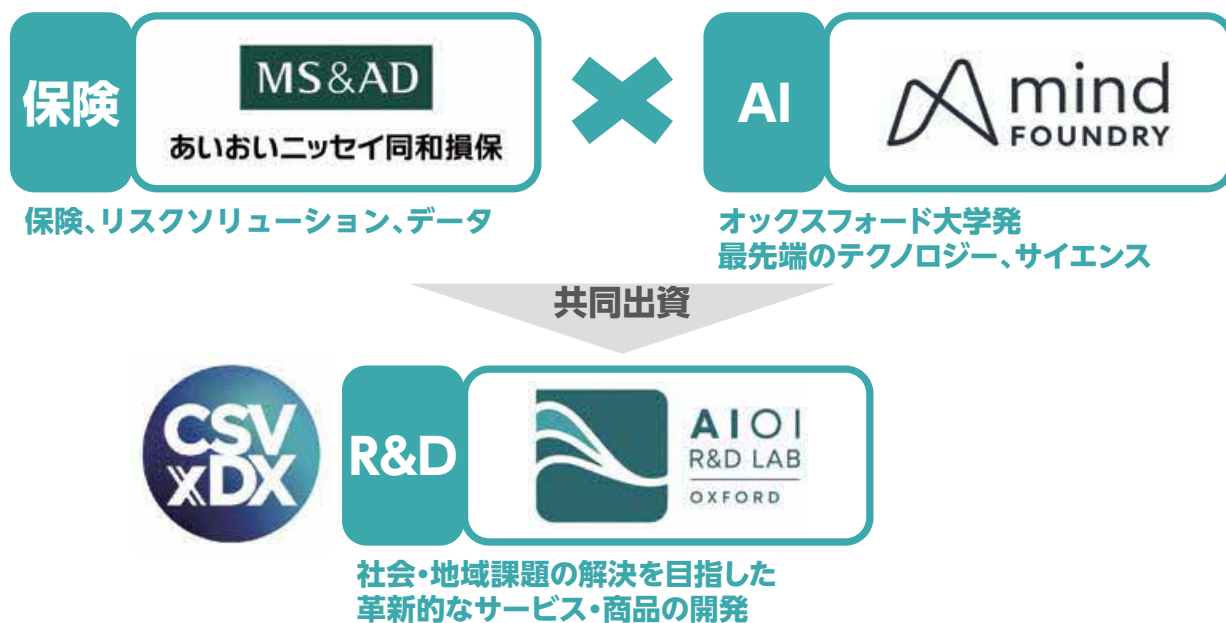 保険
MS&AD
あいおいニッセイ同和損保
AI
mind
FOUNDRY
保険、リスクソリューション、データ
オックスフォード大学発
最先端のテクノロジー、サイエンス
共同出資
CSV
xDX
R&D
AIOI
R&D LAB
OXFORD
社会・地域課題の解決を目指した
革新的なサービス・商品の開発